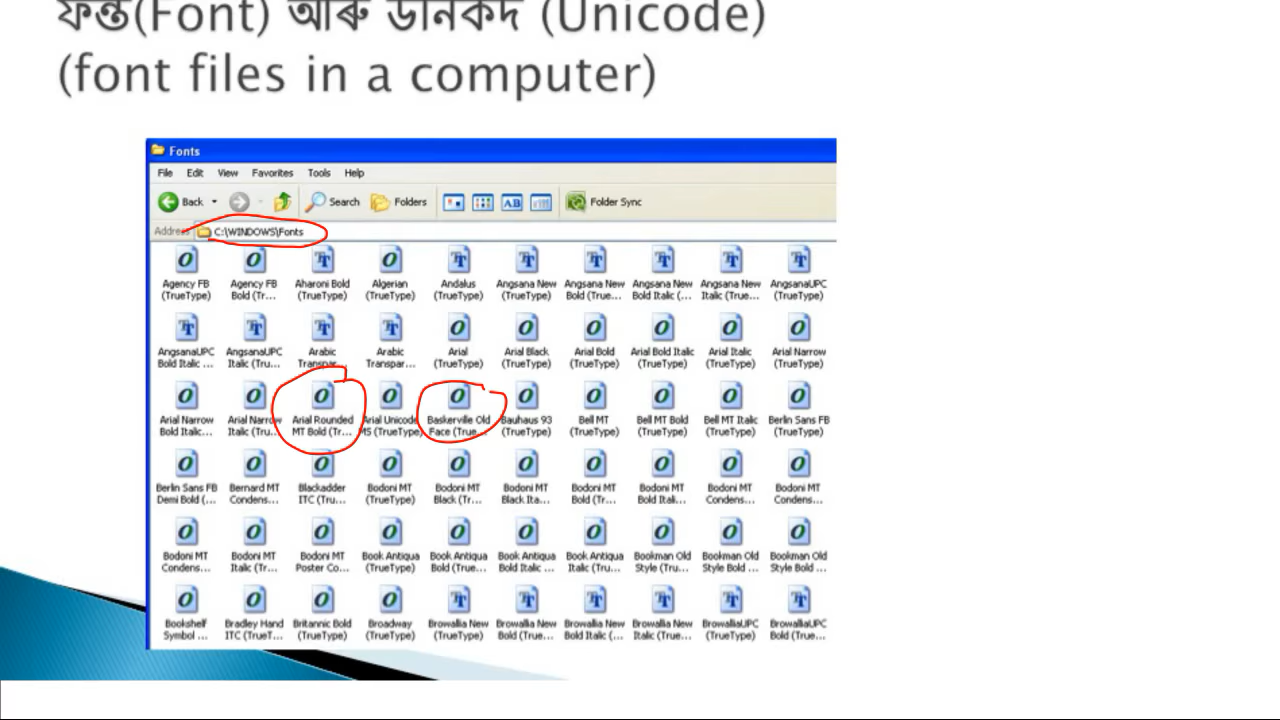 ফন্ত(Font) আৰু উনিকদ (Unicode)
(font files in a computer)
Fonts
File Edit View Favorites Tools Help
Back Search Folders Folder Sync
Address C:\WINDOWS\Fonts
Agency FB (TrueType)
Agency FB Bold (Tr...
Aharoni Bold (TrueType)
Algerian (TrueType)
Andalus (TrueType)
Angsana New (TrueType)
Angsana New Bold (True...
Angsana New Bold Italic (...
Angsana New Italic (True...
AngsanaUPC (TrueType)
AngsanaUPC Bold Italic ...
AngsanaUPC Italic (Tru...
Arabic Transpar...
Arabic Transpar...
Arial (TrueType)
Arial Black (TrueType)
Arial Bold (TrueType)
Arial Bold Italic (TrueType)
Arial Italic (TrueType)
Arial Narrow (TrueType)
Arial Narrow Bold Italic...
Arial Narrow Italic (Tru...
Arial Rounded MT Bold (Tr...
Arial Unicode MS (TrueType)
Baskerville Old Face (True...
Bauhaus 93 (TrueType)
Bell MT (TrueType)
Bell MT Bold (TrueType)
Bell MT Italic (TrueType)
Berlin Sans FB (TrueType)
Berlin Sans FB Demi Bold (...
Bernard MT Condens...
Blackadder ITC (Tru...
Bodoni MT (TrueType)
Bodoni MT Black (Tr...
Bodoni MT Black Ita...
Bodoni MT Bold (Tr...
Bodoni MT Bold Itali...
Bodoni MT Condens...
Bodoni MT Condens...
Bodoni MT Condens...
Bodoni MT Italic (Tr...
Bodoni MT Poster Co...
Book Antiqua (TrueType)
Book Antiqua Bold (True...
Book Antiqua Bold Italic ...
Book Antiqua Italic (Tru...
Bookman Old Style (Tru...
Bookman Old Style Bold ...
Bookman Old Style Bold ...
Bookshelf Symbol ...
Bradley Hand ITC (TrueT...
Britannic Bold (TrueType)
Broadway (TrueType)
Browallia New (TrueType)
Browallia New Bold (True...
Browallia New Bold Italic (...
Browallia New Italic (True...
BrowalliaUPC (TrueType)
BrowalliaUPC Bold (True...